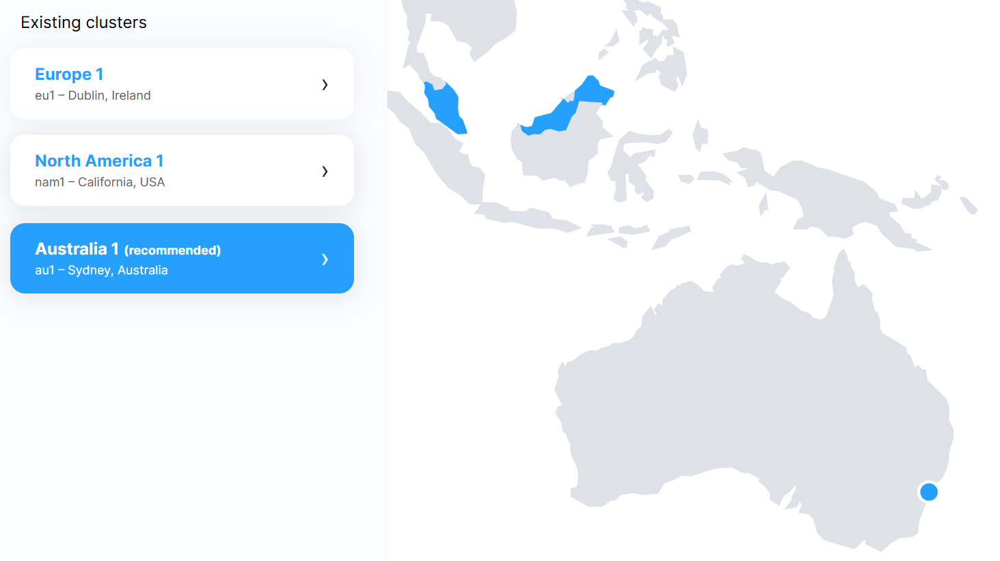 Existing clusters
Europe 1
eu1 – Dublin, Ireland
North America 1
nam1 – California, USA
Australia 1 (recommended)
au1 – Sydney, Australia